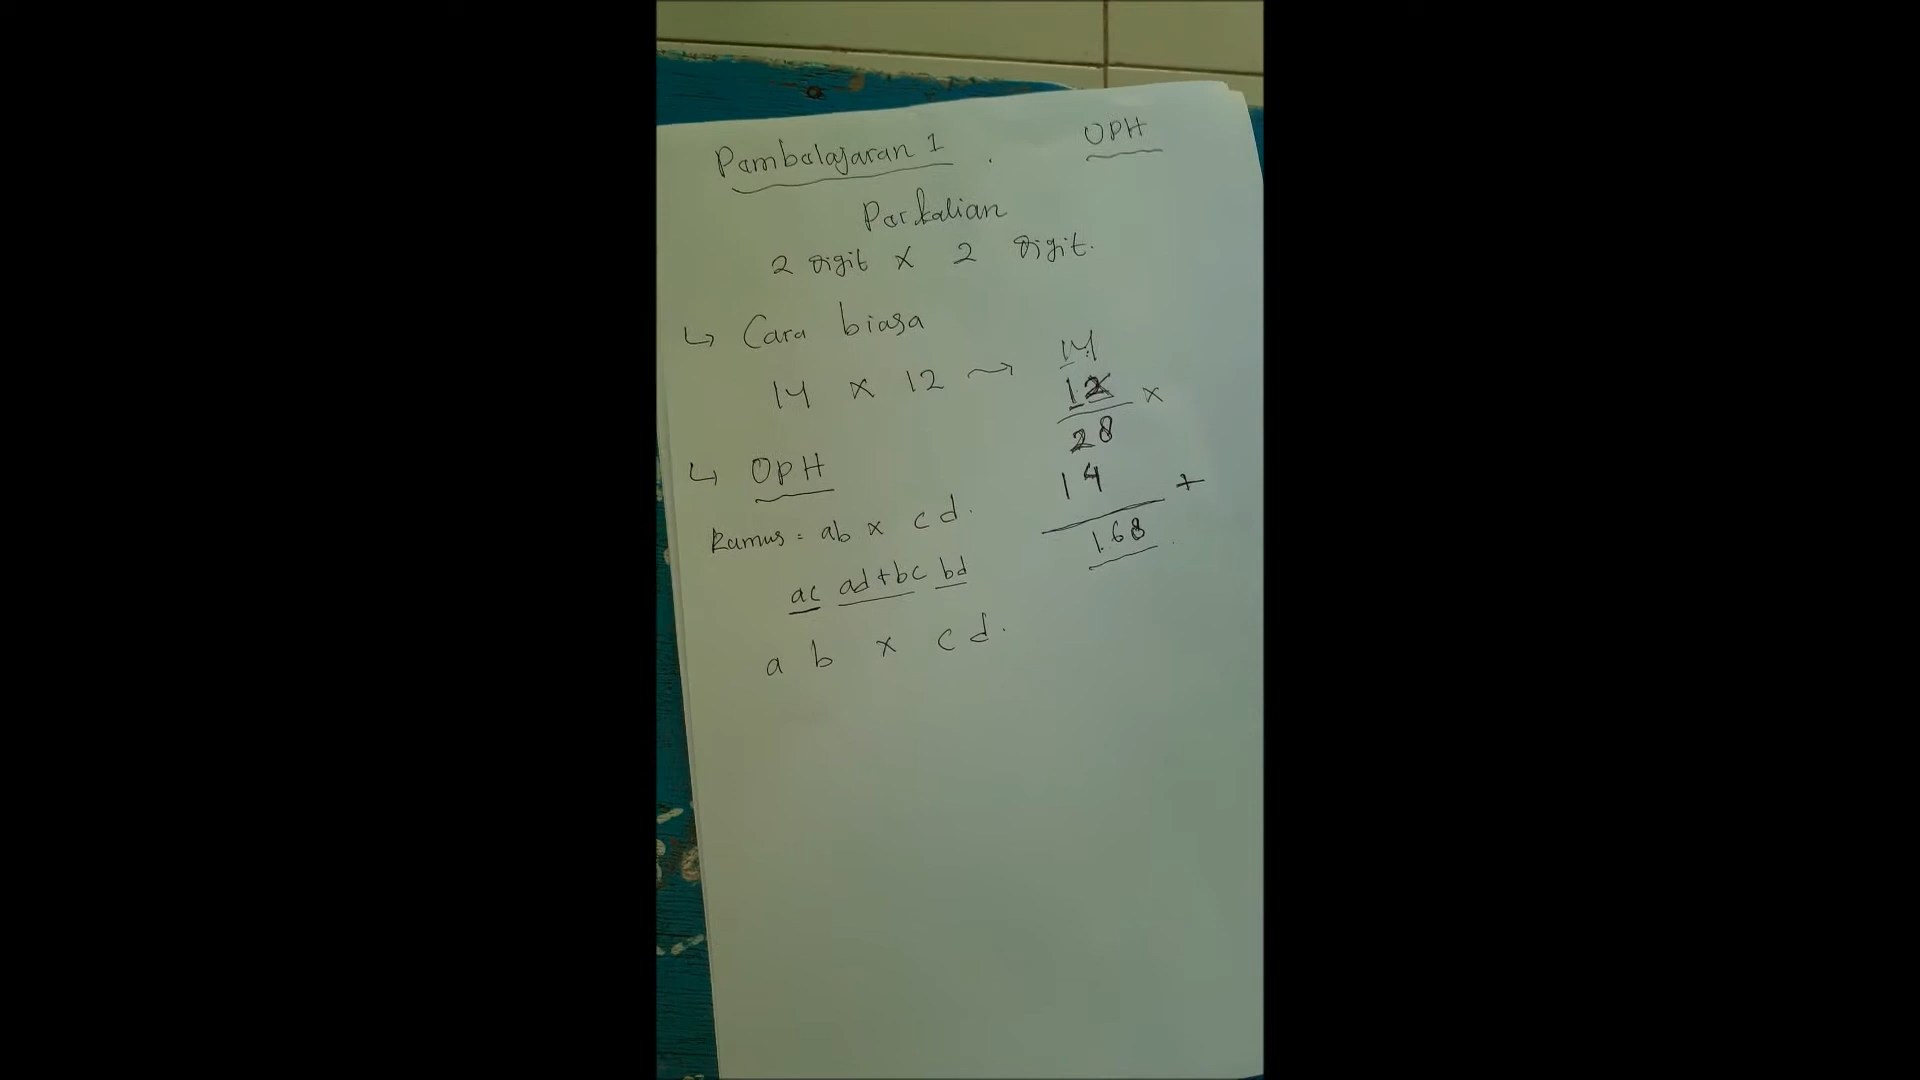 Pembelajaran 1 . OPH
Perkalian
2 digit x 2 digit.
↳ Cara biasa
14 x 12 → 14
12 x
28
14 +
168
↳ OPH
Rumus = ab x cd.
ac ad+bc bd
a b x c d.